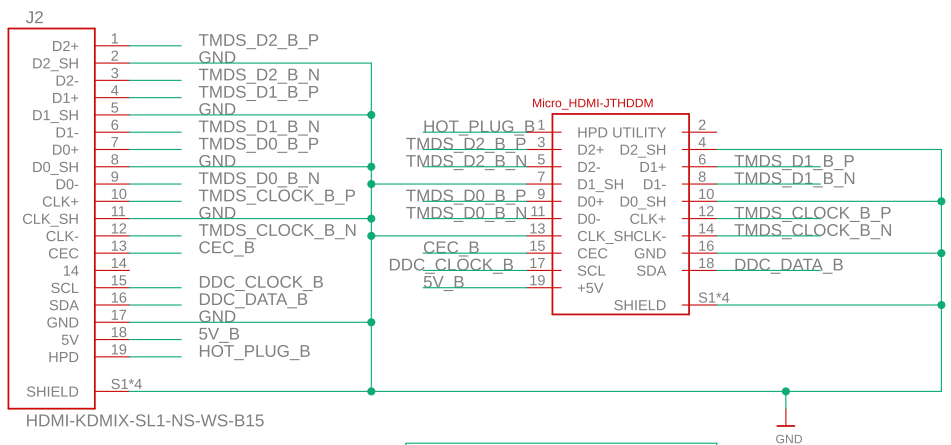 J2
D2+ 1 TMDS_D2_B_P
D2_SH 2 GND
D2- 3 TMDS_D2_B_N
D1+ 4 TMDS_D1_B_P
D1_SH 5 GND
D1- 6 TMDS_D1_B_N
D0+ 7 TMDS_D0_B_P
D0_SH 8 GND
D0- 9 TMDS_D0_B_N
CLK+ 10 TMDS_CLOCK_B_P
CLK_SH 11 GND
CLK- 12 TMDS_CLOCK_B_N
CEC 13 CEC_B
14 14
SCL 15 DDC_CLOCK_B
SDA 16 DDC_DATA_B
GND 17 GND
5V 18 5V_B
HPD 19 HOT_PLUG_B
SHIELD S1*4
HDMI-KDMIX-SL1-NS-WS-B15
Micro_HDMI-JTHDDM
HOT_PLUG_B 1 HPD UTILITY 2
TMDS_D2_B_P 3 D2+ D2_SH 4
TMDS_D2_B_N 5 D2- D1+ 6 TMDS_D1_B_P
7 D1_SH D1- 8 TMDS_D1_B_N
TMDS_D0_B_P 9 D0+ D0_SH 10
TMDS_D0_B_N 11 D0- CLK+ 12 TMDS_CLOCK_B_P
13 CLK_SH CLK- 14 TMDS_CLOCK_B_N
CEC_B 15 CEC GND 16
DDC_CLOCK_B 17 SCL SDA 18 DDC_DATA_B
5V_B 19 +5V
SHIELD S1*4
GND